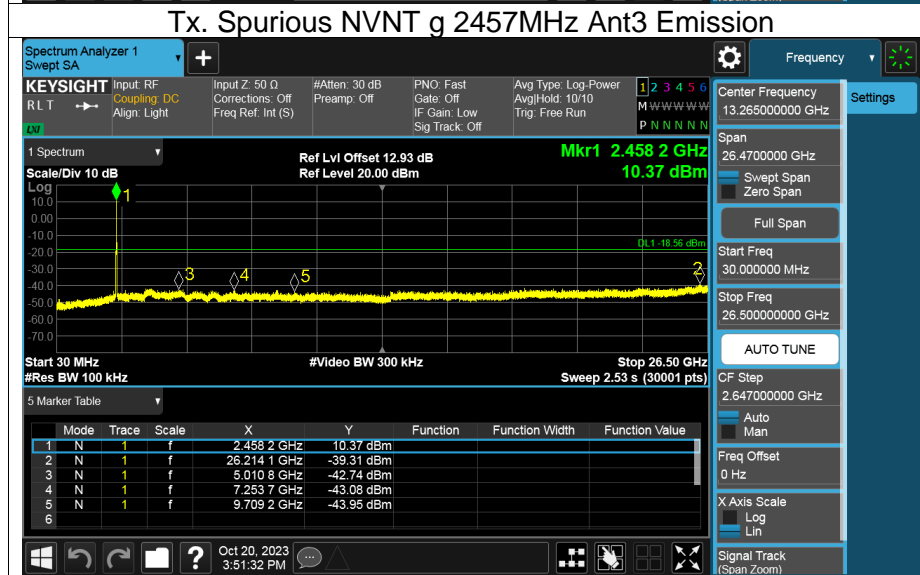 Tx. Spurious NVNT g 2457MHz Ant3 Emission
Spectrum Analyzer 1
Swept SA
+
Frequency
KEYSIGHT
RLT
LXI
Input: RF
Coupling: DC
Align: Light
Input Z: 50 Ω
Corrections: Off
Freq Ref: Int (S)
#Atten: 30 dB
Preamp: Off
PNO: Fast
Gate: Off
IF Gain: Low
Sig Track: Off
Avg Type: Log-Power
Avg|Hold: 10/10
Trig: Free Run
1 2 3 4 5 6
M W W W W W
P N N N N N
1 Spectrum
Scale/Div 10 dB
Ref Lvl Offset 12.93 dB
Ref Level 20.00 dBm
Mkr1 2.458 2 GHz
10.37 dBm
Log
10.0
0.00
-10.0
-20.0
-30.0
-40.0
-50.0
-60.0
-70.0
1
3
4
5
2
DL1 -18.56 dBm
Start 30 MHz
#Video BW 300 kHz
Stop 26.50 GHz
#Res BW 100 kHz
Sweep 2.53 s (30001 pts)
5 Marker Table
Mode Trace Scale X Y Function Function Width Function Value
1 N 1 f 2.458 2 GHz 10.37 dBm
2 N 1 f 26.214 1 GHz -39.31 dBm
3 N 1 f 5.010 8 GHz -42.74 dBm
4 N 1 f 7.253 7 GHz -43.08 dBm
5 N 1 f 9.709 2 GHz -43.95 dBm
6
?
Oct 20, 2023
3:51:32 PM
Center Frequency
13.265000000 GHz
Settings
Span
26.4700000 GHz
Swept Span
Zero Span
Full Span
Start Freq
30.000000 MHz
Stop Freq
26.500000000 GHz
AUTO TUNE
CF Step
2.647000000 GHz
Auto
Man
Freq Offset
0 Hz
X Axis Scale
Log
Lin
Signal Track
(Span Zoom)